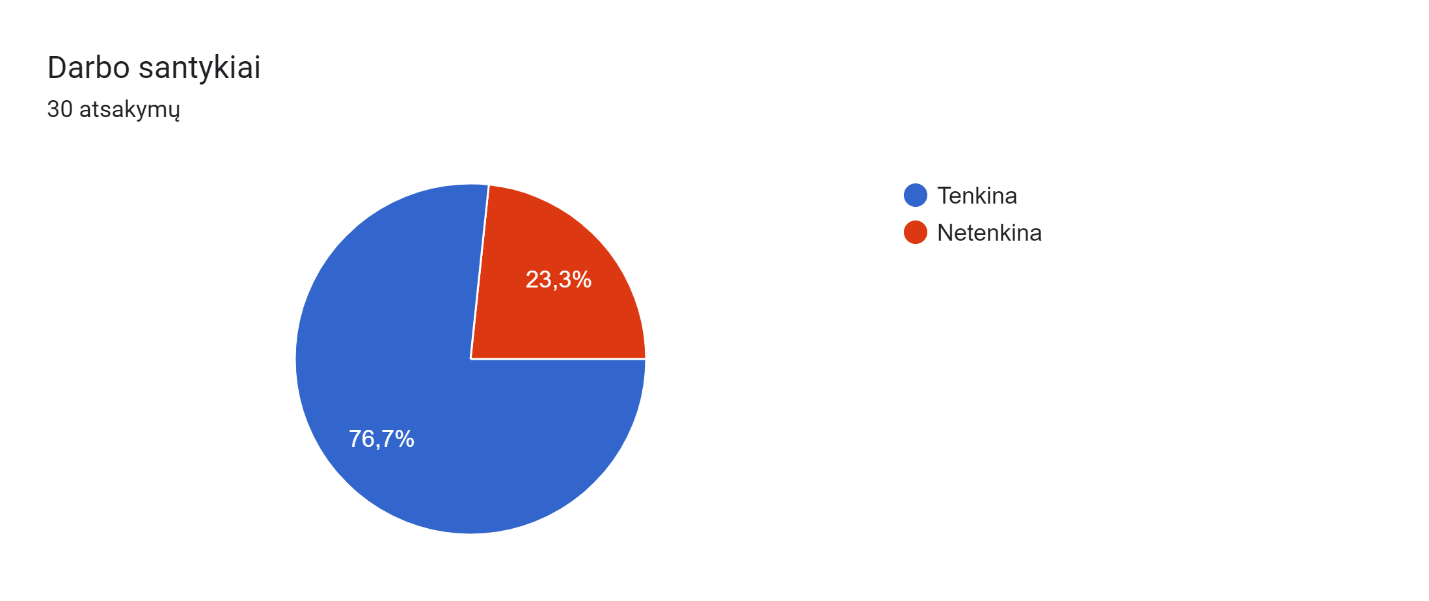 Darbo santykiai
30 atsakymų
Tenkina
Netenkina
23,3%
76,7%